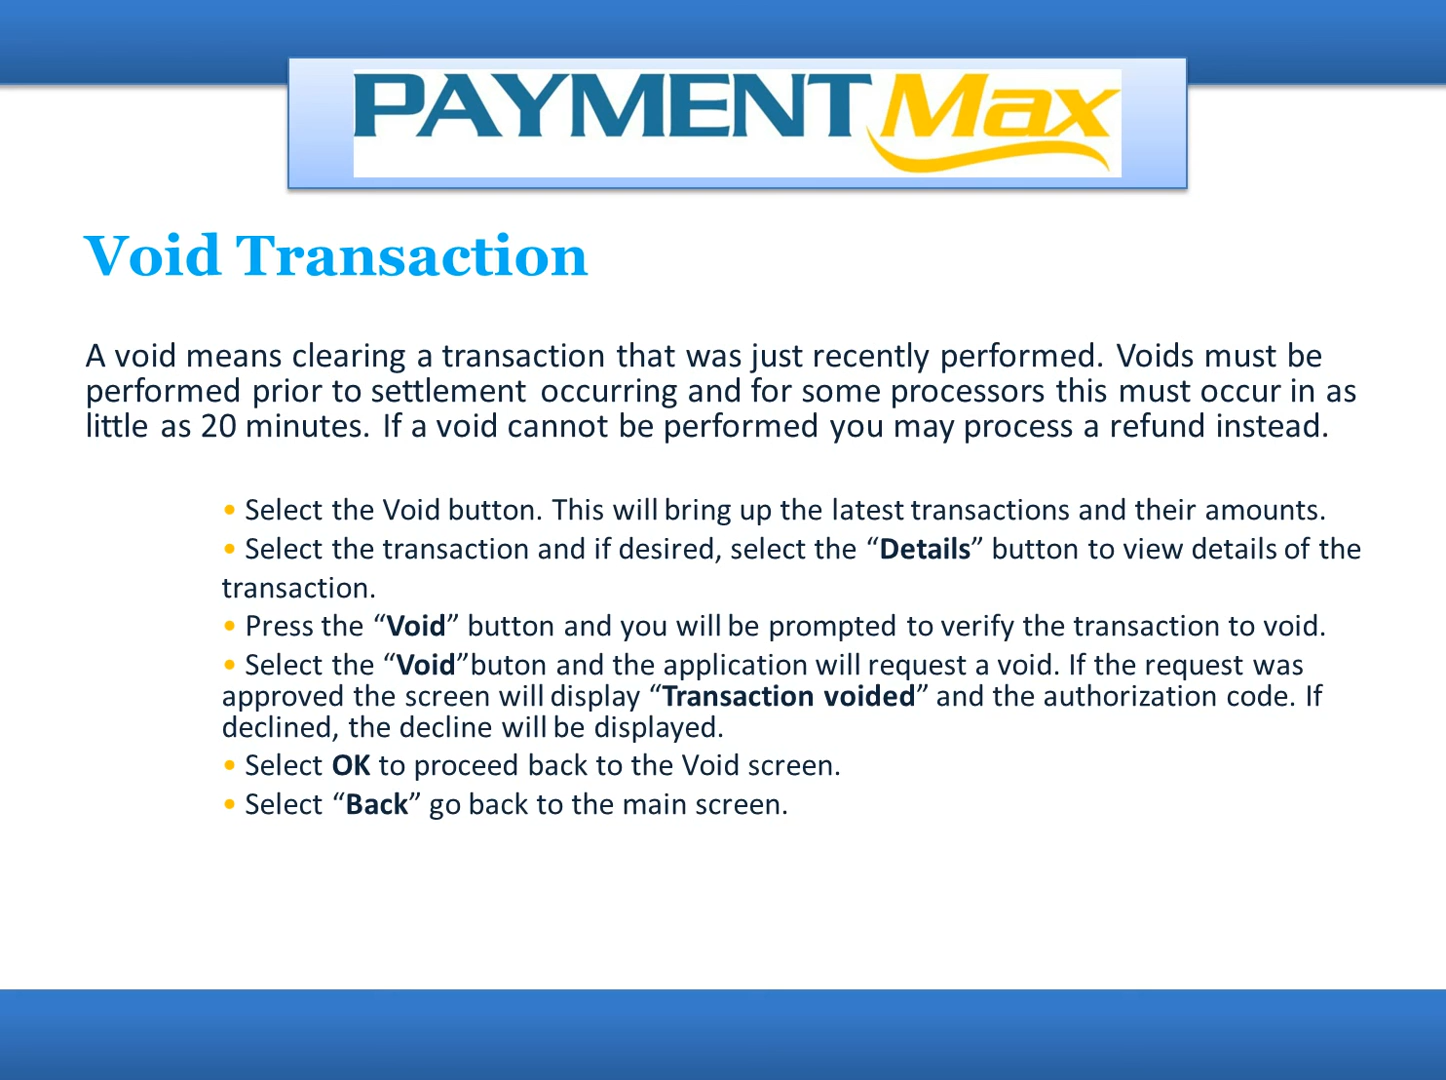 PAYMENTMax
Void Transaction
A void means clearing a transaction that was just recently performed. Voids must be
performed prior to settlement occurring and for some processors this must occur in as
little as 20 minutes. If a void cannot be performed you may process a refund instead.
• Select the Void button. This will bring up the latest transactions and their amounts.
• Select the transaction and if desired, select the “Details” button to view details of the
transaction.
• Press the “Void” button and you will be prompted to verify the transaction to void.
• Select the “Void”buton and the application will request a void. If the request was
approved the screen will display “Transaction voided” and the authorization code. If
declined, the decline will be displayed.
• Select OK to proceed back to the Void screen.
• Select “Back” go back to the main screen.